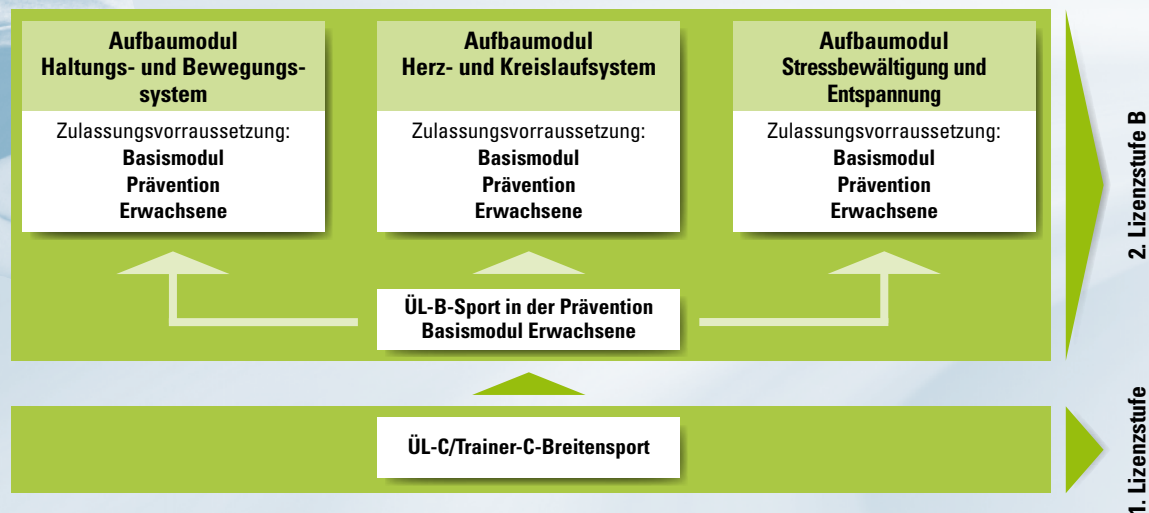 Aufbaumodul
Haltungs- und Bewegungs-
system
Zulassungsvorraussetzung:
Basismodul
Prävention
Erwachsene
Aufbaumodul
Herz- und Kreislaufsystem
Zulassungsvorraussetzung:
Basismodul
Prävention
Erwachsene
Aufbaumodul
Stressbewältigung und
Entspannung
Zulassungsvorraussetzung:
Basismodul
Prävention
Erwachsene
2. Lizenzstufe B
ÜL-B-Sport in der Prävention
Basismodul Erwachsene
ÜL-C/Trainer-C-Breitensport
1. Lizenzstufe